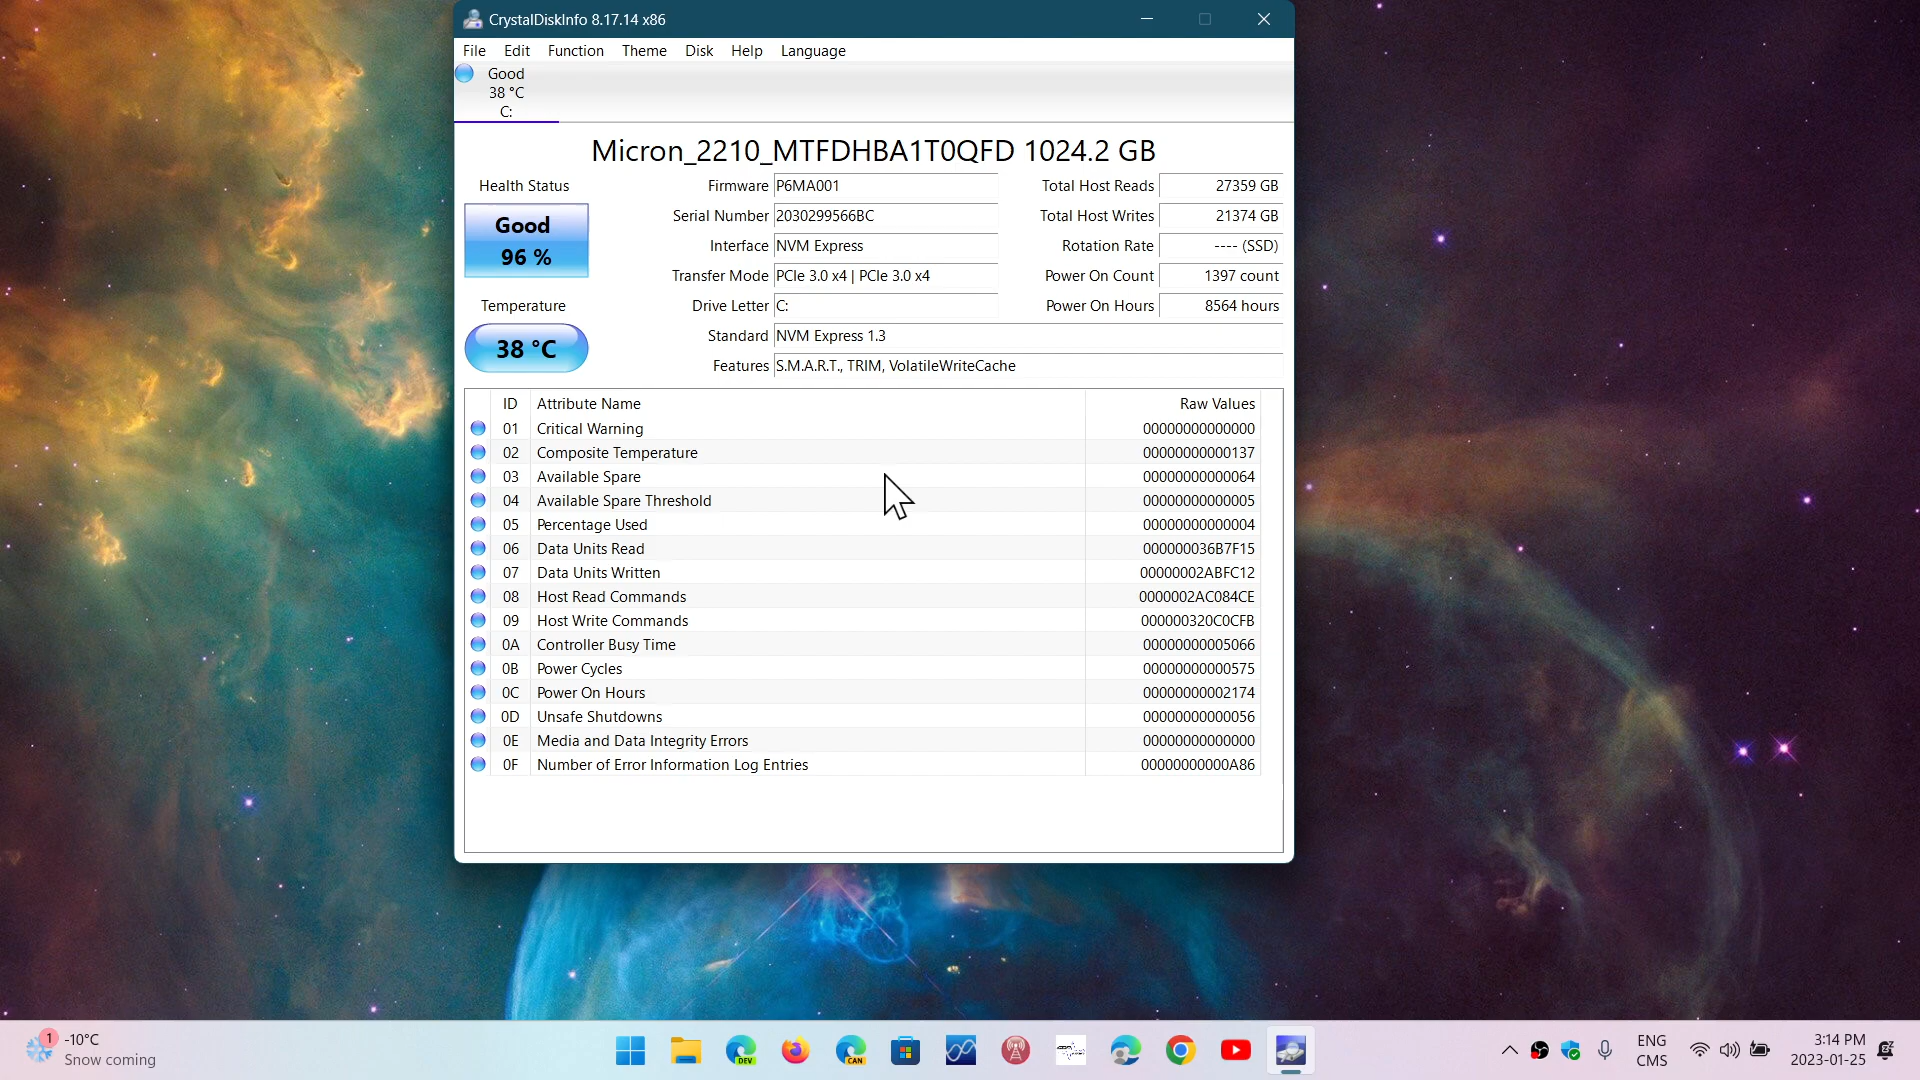 CrystalDiskInfo 8.17.14 x86
File Edit Function Theme Disk Help Language
Good
38 °C
C:
Micron_2210_MTFDHBA1T0QFD 1024.2 GB
Health Status
Good
96 %
Temperature
38 °C
Firmware P6MA001
Serial Number 2030299566BC
Interface NVM Express
Transfer Mode PCIe 3.0 x4 | PCIe 3.0 x4
Drive Letter C:
Standard NVM Express 1.3
Features S.M.A.R.T., TRIM, VolatileWriteCache
Total Host Reads 27359 GB
Total Host Writes 21374 GB
Rotation Rate ---- (SSD)
Power On Count 1397 count
Power On Hours 8564 hours
ID Attribute Name Raw Values
01 Critical Warning 00000000000000
02 Composite Temperature 00000000000137
03 Available Spare 00000000000064
04 Available Spare Threshold 00000000000005
05 Percentage Used 00000000000004
06 Data Units Read 000000036B7F15
07 Data Units Written 00000002ABFC12
08 Host Read Commands 0000002AC084CE
09 Host Write Commands 000000320C0CFB
0A Controller Busy Time 00000000005066
0B Power Cycles 00000000000575
0C Power On Hours 00000000002174
0D Unsafe Shutdowns 00000000000056
0E Media and Data Integrity Errors 00000000000000
0F Number of Error Information Log Entries 00000000000A86
1
-10°C
Snow coming
DEV
CAN
ENG
CMS
3:14 PM
2023-01-25